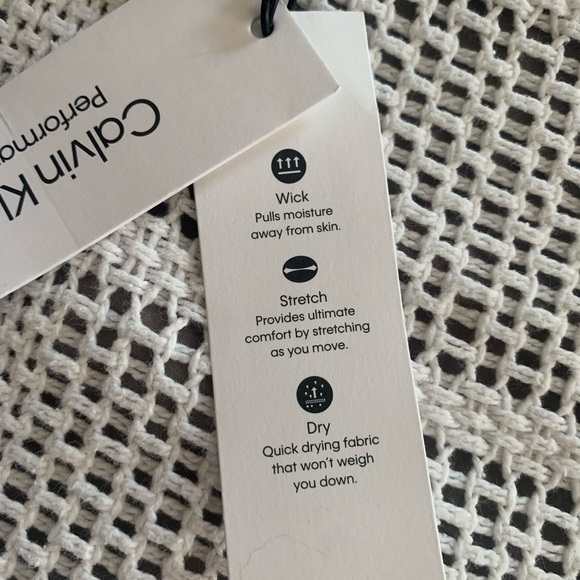 Calvin Kl
Performa
Wick
Pulls moisture
away from skin.
Stretch
Provides ultimate
comfort by stretching
as you move.
Dry
Quick drying fabric
that won't weigh
you down.